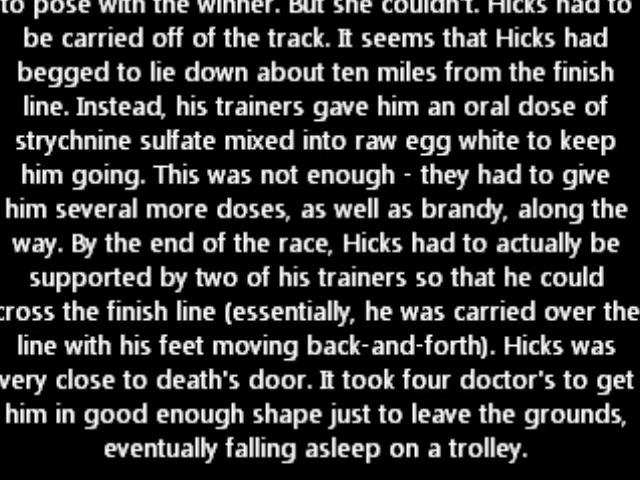 to pose with the winner. But she couldn't. Hicks had to
be carried off of the track. It seems that Hicks had
begged to lie down about ten miles from the finish
line. Instead, his trainers gave him an oral dose of
strychnine sulfate mixed into raw egg white to keep
him going. This was not enough - they had to give
him several more doses, as well as brandy, along the
way. By the end of the race, Hicks had to actually be
supported by two of his trainers so that he could
cross the finish line (essentially, he was carried over the
line with his feet moving back-and-forth). Hicks was
very close to death's door. It took four doctor's to get
him in good enough shape just to leave the grounds,
eventually falling asleep on a trolley.